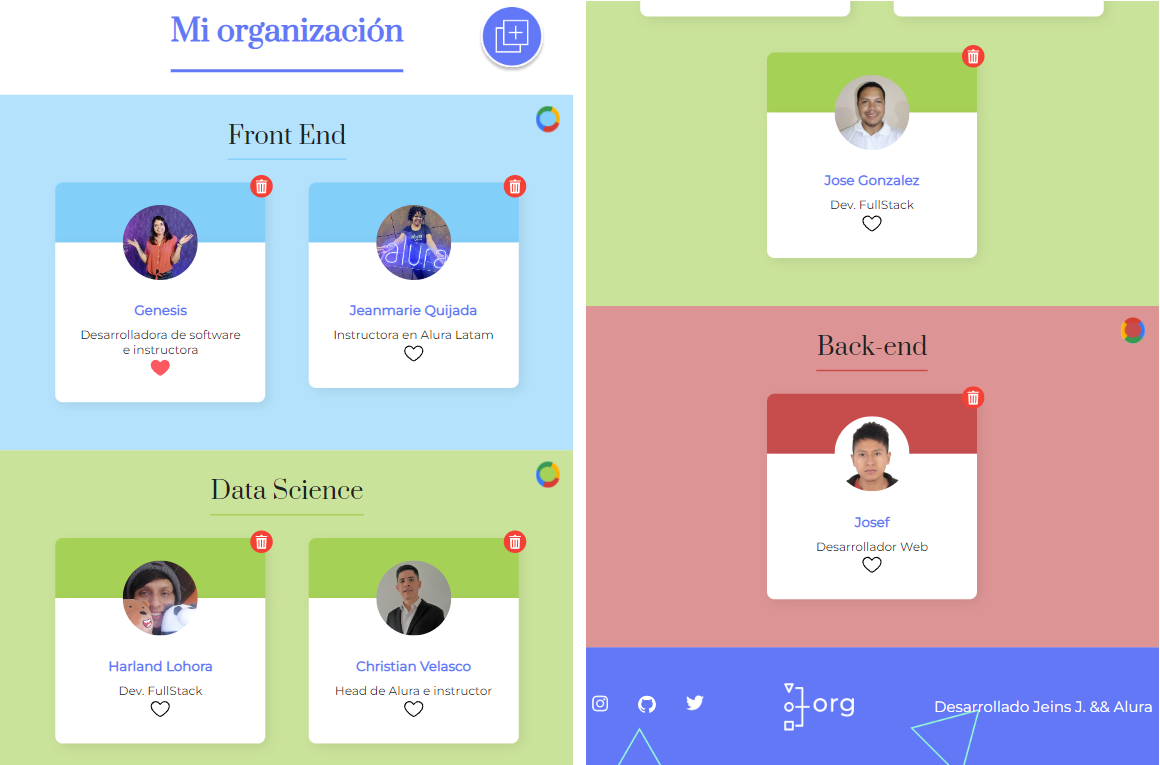 Mi organización
Front End
Genesis
Desarrolladora de software
e instructora
Jeanmarie Quijada
Instructora en Alura Latam
alura
Data Science
Harland Lohora
Dev. FullStack
Christian Velasco
Head de Alura e instructor
Jose Gonzalez
Dev. FullStack
Back-end
Josef
Desarrollador Web
org
Desarrollado Jeins J. && Alura